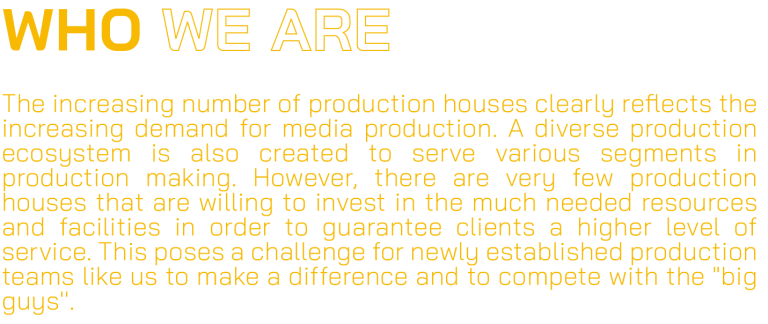 WHO WE ARE
The increasing number of production houses clearly reflects the
increasing demand for media production. A diverse production
ecosystem is also created to serve various segments in
production making. However, there are very few production
houses that are willing to invest in the much needed resources
and facilities in order to guarantee clients a higher level of
service. This poses a challenge for newly established production
teams like us to make a difference and to compete with the "big
guys".